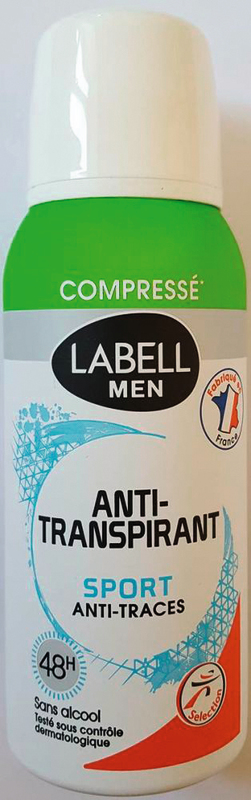 COMPRESSÉ*
LABELL
MEN
Fabriqué en
France
ANTI-
TRANSPIRANT
SPORT
ANTI-TRACES
48H
Sans alcool
Testé sous contrôle
dermatologique
Sélection